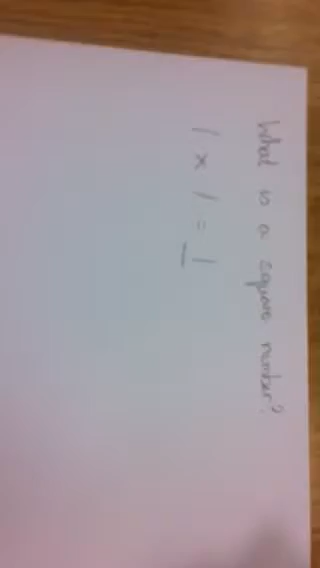 What is a square number?
1 x 1 = 1